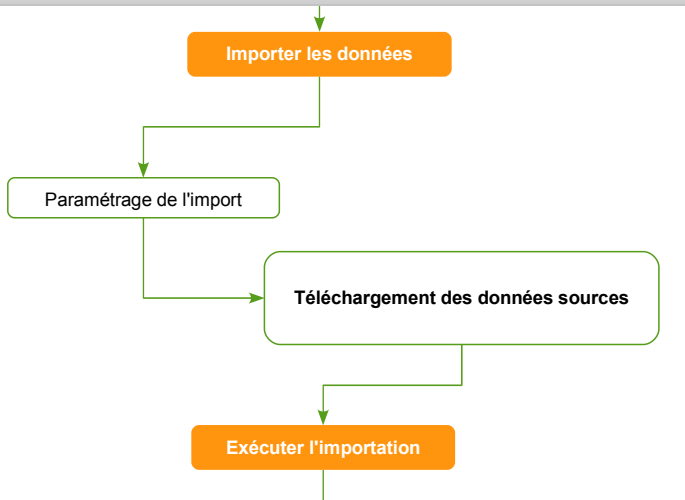 Importer les données
Paramétrage de l'import
Téléchargement des données sources
Exécuter l'importation